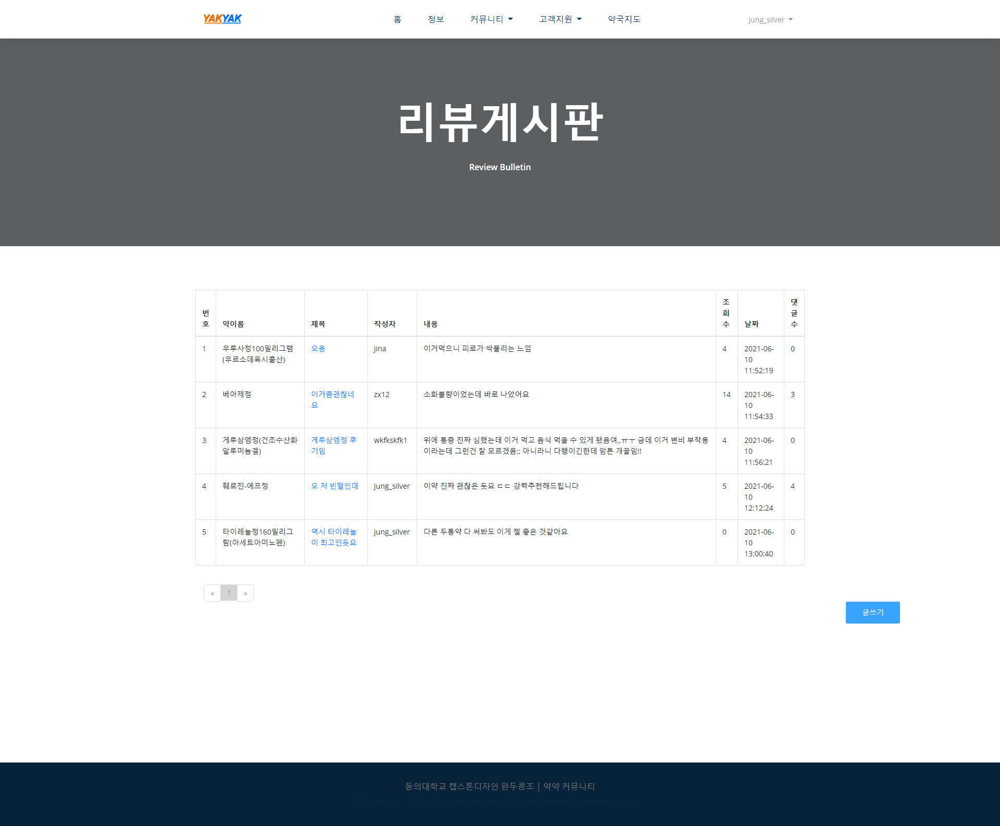 YAKYAK
홈
정보
커뮤니티
고객지원
약국지도
jung_silver
리뷰게시판
Review Bulletin
번호
약이름
제목
작성자
내용
조회수
날짜
댓글수
1
우루사정100밀리그램
(우르소데옥시콜산)
오옹
jina
이거먹으니 피로가 싹풀리는 느낌
4
2021-06-
10
11:52:19
0
2
베아제정
이거좀괜찮네
요
zx12
소화불량이었는데 바로 나았어요
14
2021-06-
10
11:54:33
3
3
게루삼엠정(건조수산화
알루미늄겔)
게루삼엠정 후
기임
wkfkskfk1
위에 통증 진짜 심했는데 이거 먹고 음식 먹을 수 있게 됐음여,,ㅠㅜ 긍데 이거 변비 부작용
이라는데 그런건 잘 모르겠음;; 아니라니 다행이긴한데 암튼 개꿀임!!
4
2021-06-
10
11:56:21
0
4
훼로진-에프정
오 저 빈혈인데
jung_silver
이약 진짜 괜찮은 듯요 ㄷㄷ 강력추천해드립니다
5
2021-06-
10
12:12:24
4
5
타이레놀정160밀리그
람(아세트아미노펜)
역시 타이레놀
이 최고인듯요
jung_silver
다른 두통약 다 써봐도 이게 젤 좋은 것같아요
0
2021-06-
10
13:00:40
0
« 1 »
글쓰기
동의대학교 캡스톤디자인 완두콩조 | 약약 커뮤니티